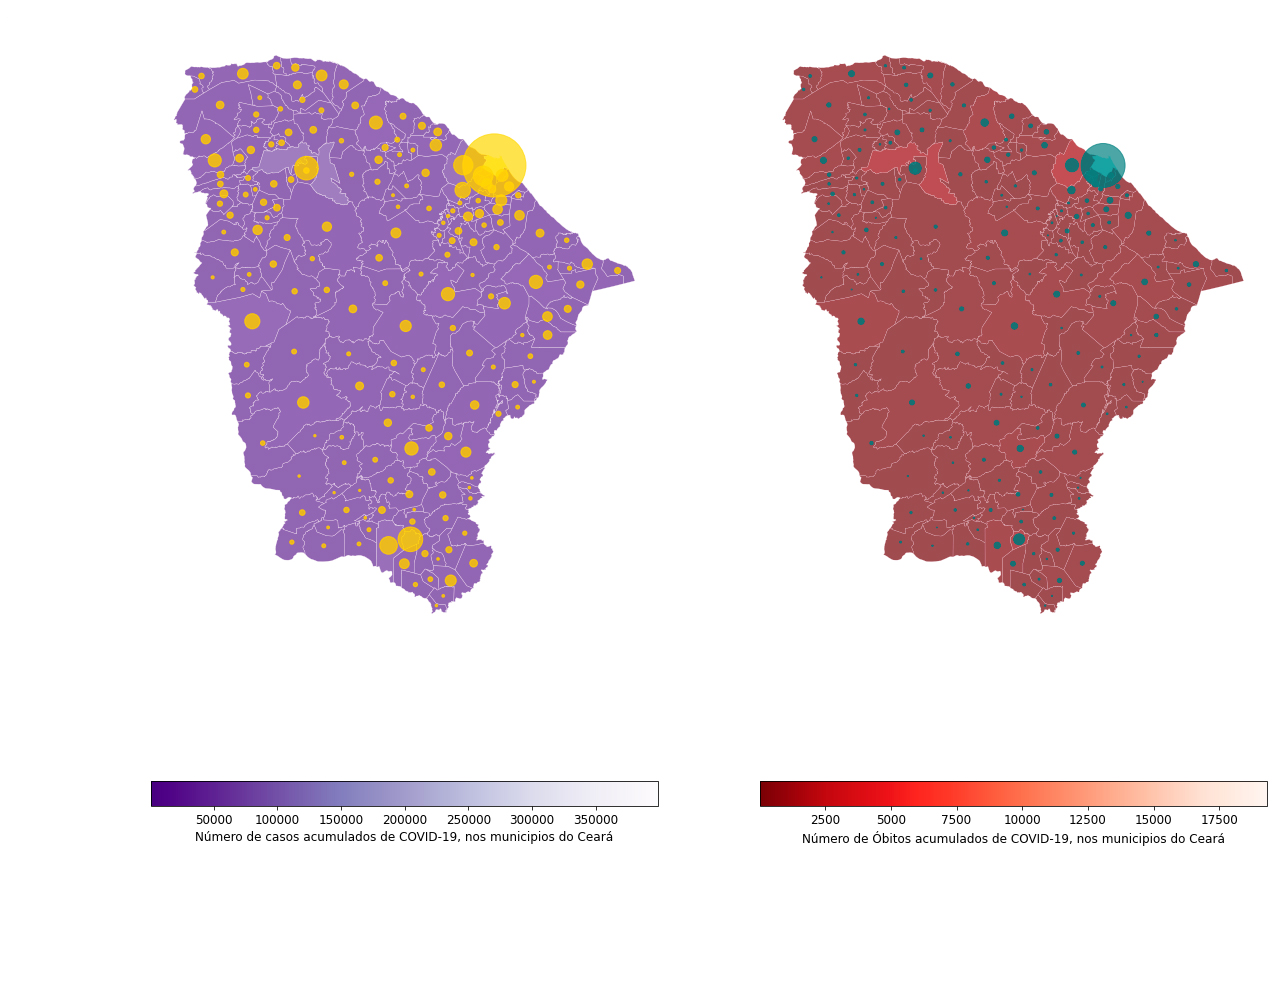 50000 100000 150000 200000 250000 300000 350000
Número de casos acumulados de COVID-19, nos municipios do Ceará
2500 5000 7500 10000 12500 15000 17500
Número de Óbitos acumulados de COVID-19, nos municipios do Ceará